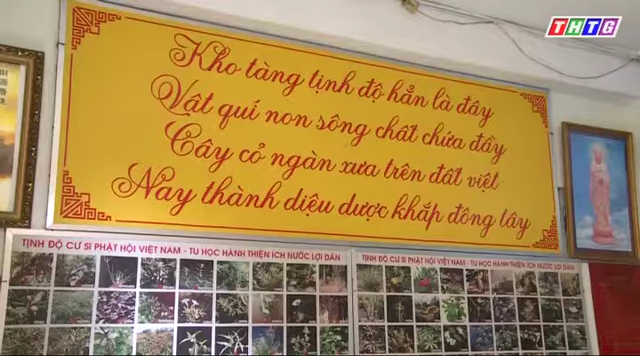 THTG
Kho tàng tịnh độ hẳn là đây
Vật quí non sông chất chứa đầy
Cây cỏ ngàn xưa trên đất việt
Nay thành diệu dược khắp đông tây
TỊNH ĐỘ CƯ SĨ PHẬT HỘI VIỆT NAM - TU HỌC HÀNH THIỆN ÍCH NƯỚC LỢI DÂN
TỊNH ĐỘ CƯ SĨ PHẬT HỘI VIỆT NAM - TU HỌC HÀNH THIỆN ÍCH NƯỚC LỢI DÂN